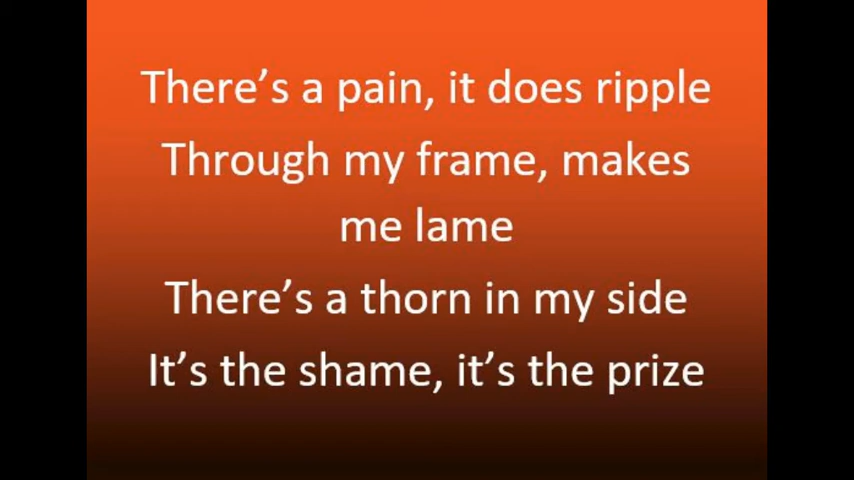 There’s a pain, it does ripple
Through my frame, makes
me lame
There’s a thorn in my side
It’s the shame, it’s the prize